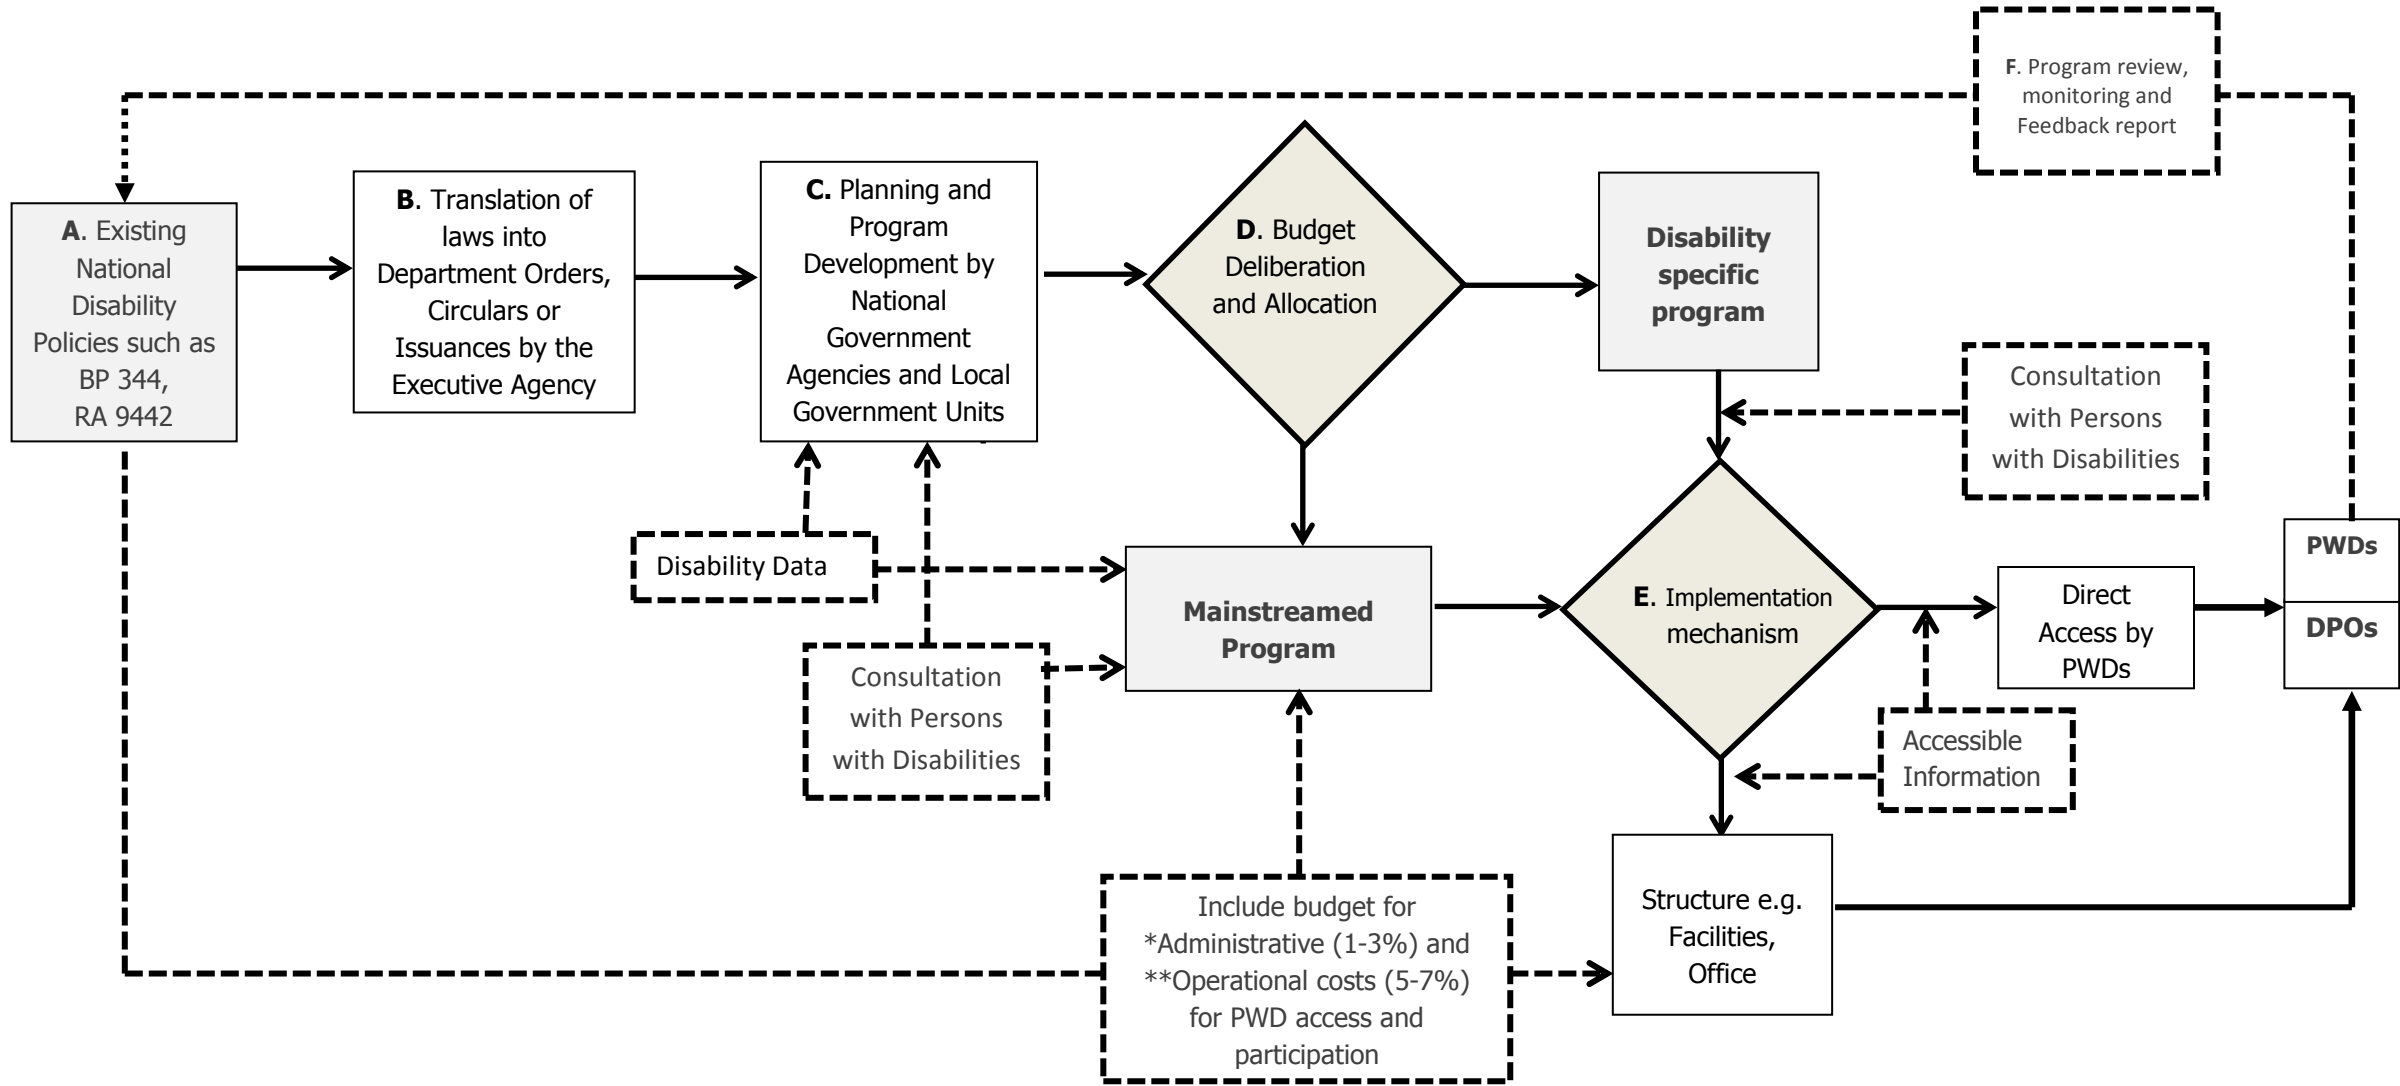 F. Program review,
monitoring and
Feedback report
A. Existing
National
Disability
Policies such as
BP 344,
RA 9442
B. Translation of
laws into
Department Orders,
Circulars or
Issuances by the
Executive Agency
C. Planning and
Program
Development by
National
Government
Agencies and Local
Government Units
D. Budget
Deliberation
and Allocation
Disability
specific
program
Consultation
with Persons
with Disabilities
Disability Data
Consultation
with Persons
with Disabilities
Mainstreamed
Program
E. Implementation
mechanism
Direct
Access by
PWDs
PWDs
DPOs
Accessible
Information
Include budget for
*Administrative (1-3%) and
**Operational costs (5-7%)
for PWD access and
participation
Structure e.g.
Facilities,
Office